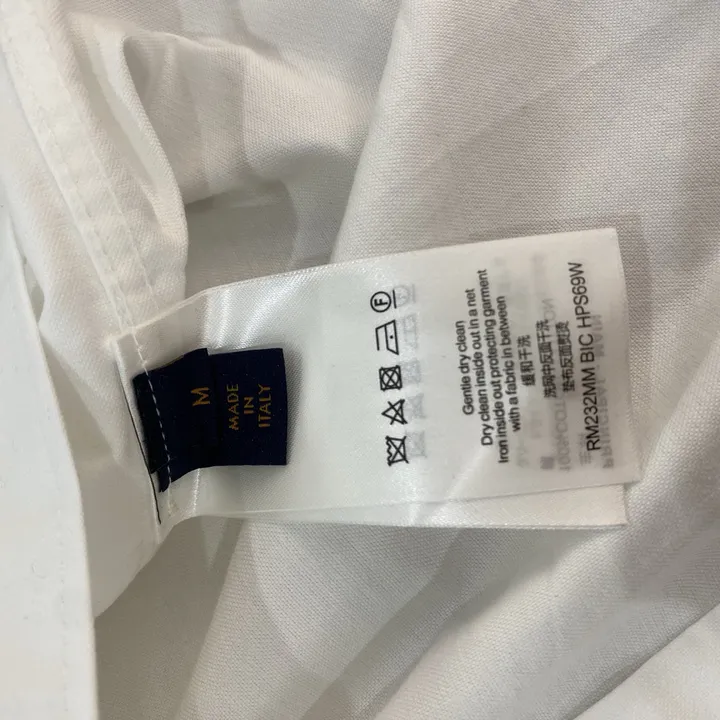 M
MADE
IN
ITALY
F
Gentle dry clean
Dry clean inside out in a net
Iron inside out protecting garment
with a fabric in between
缓和干洗
洗网中反面干洗
垫布反面熨烫
RM232MM BIC HPS69W